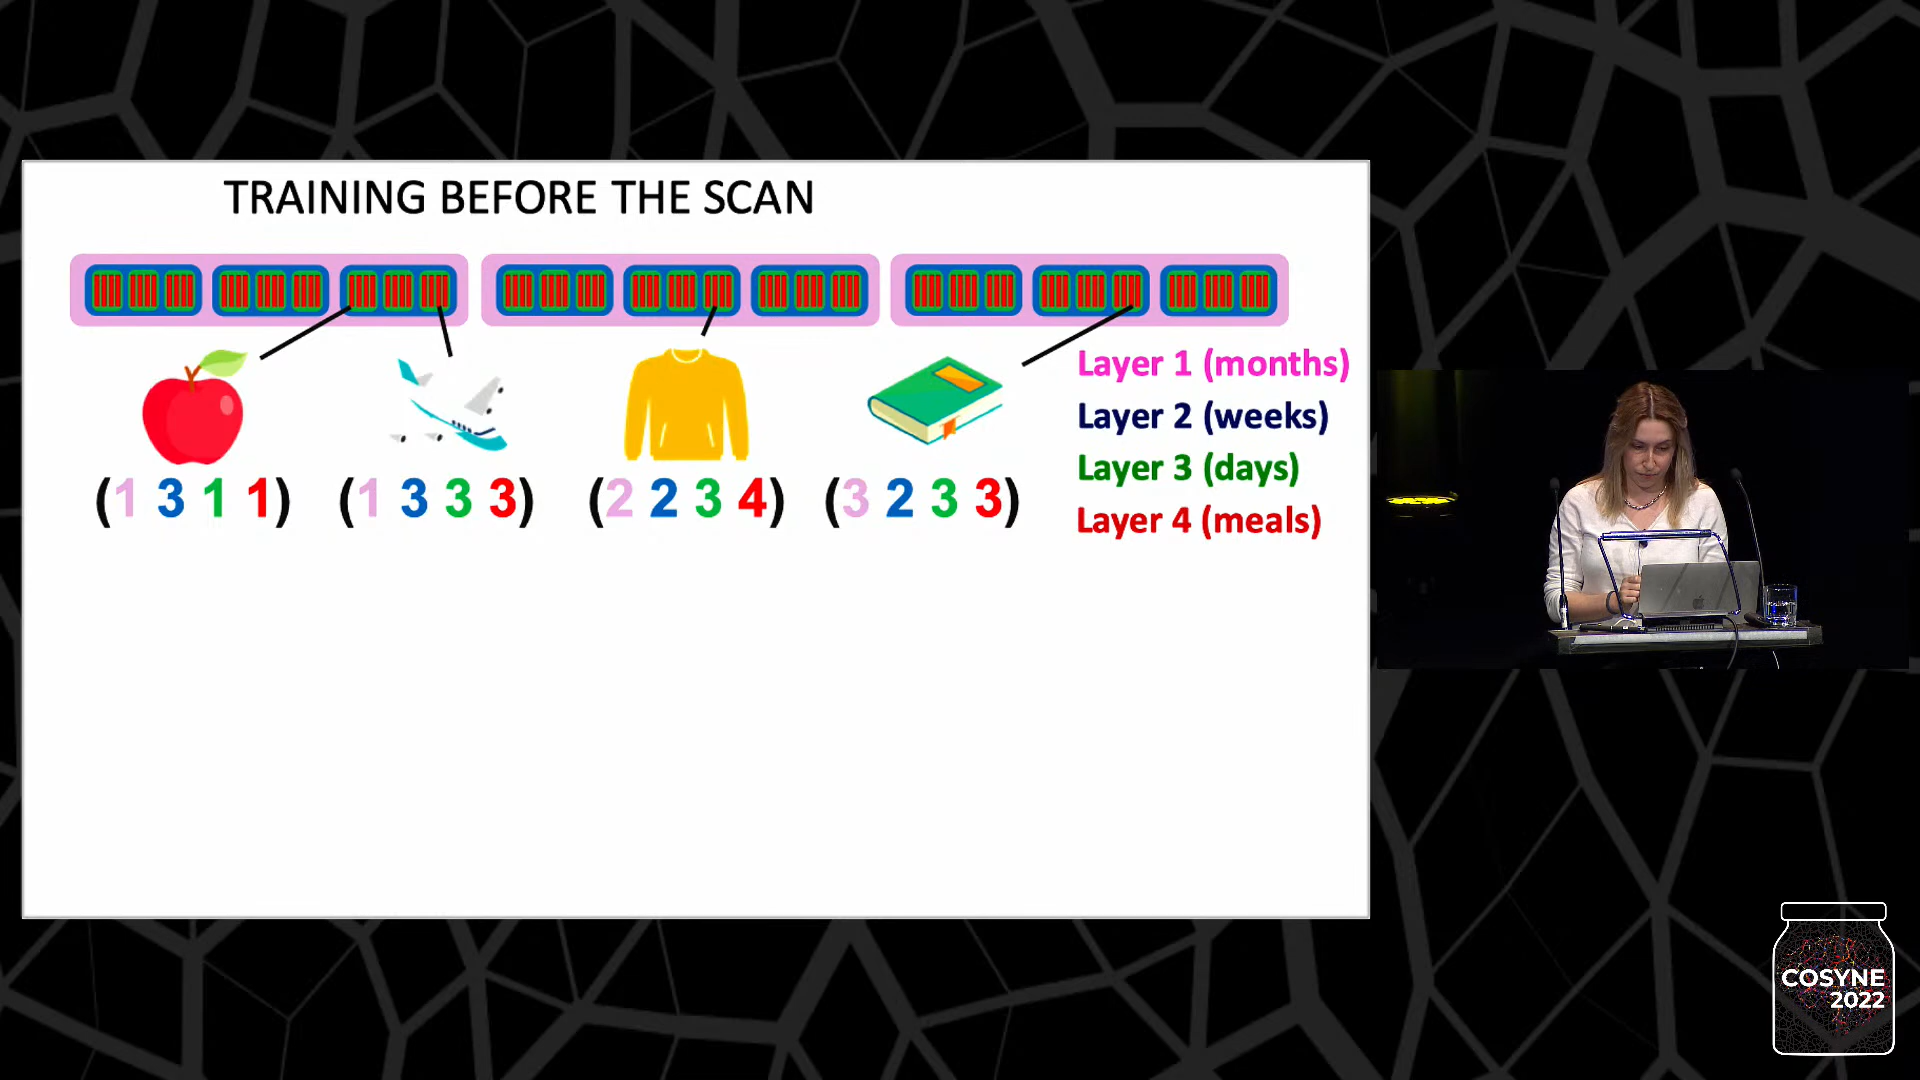 TRAINING BEFORE THE SCAN
Layer 1 (months)
Layer 2 (weeks)
Layer 3 (days)
Layer 4 (meals)
(1 3 1 1) (1 3 3 3) (2 2 3 4) (3 2 3 3)
COSYNE
2022